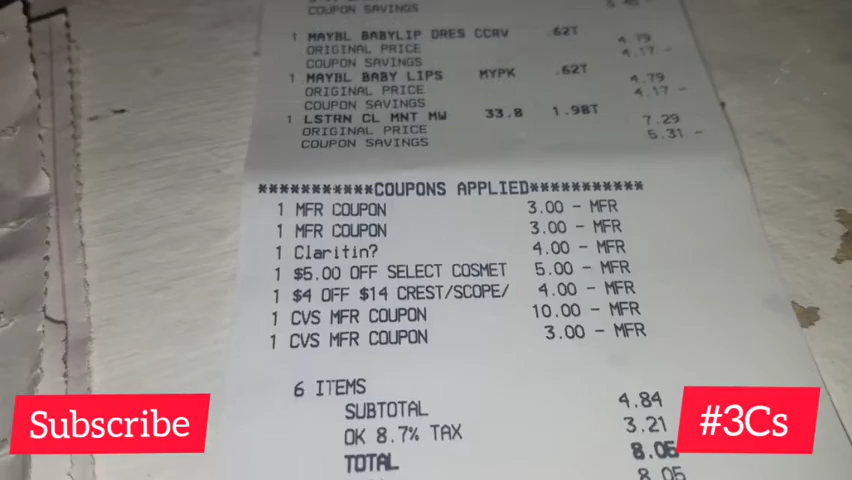 COUPON SAVINGS
1 MAYBL BABYLIP DRES CCRV .62T
ORIGINAL PRICE 4.79
COUPON SAVINGS 4.17 -
1 MAYBL BABY LIPS MYPK .62T
ORIGINAL PRICE 4.79
COUPON SAVINGS 4.17 -
1 LSTRN CL MNT MW 33.8 1.98T
ORIGINAL PRICE 7.29
COUPON SAVINGS 5.31 -
***********COUPONS APPLIED***********
1 MFR COUPON 3.00 - MFR
1 MFR COUPON 3.00 - MFR
1 Claritin? 4.00 - MFR
1 $5.00 OFF SELECT COSMET 5.00 - MFR
1 $4 OFF $14 CREST/SCOPE/ 4.00 - MFR
1 CVS MFR COUPON 10.00 - MFR
1 CVS MFR COUPON 3.00 - MFR
6 ITEMS
SUBTOTAL 4.84
OK 8.7% TAX 3.21
TOTAL 8.05
8.05
Subscribe
#3Cs